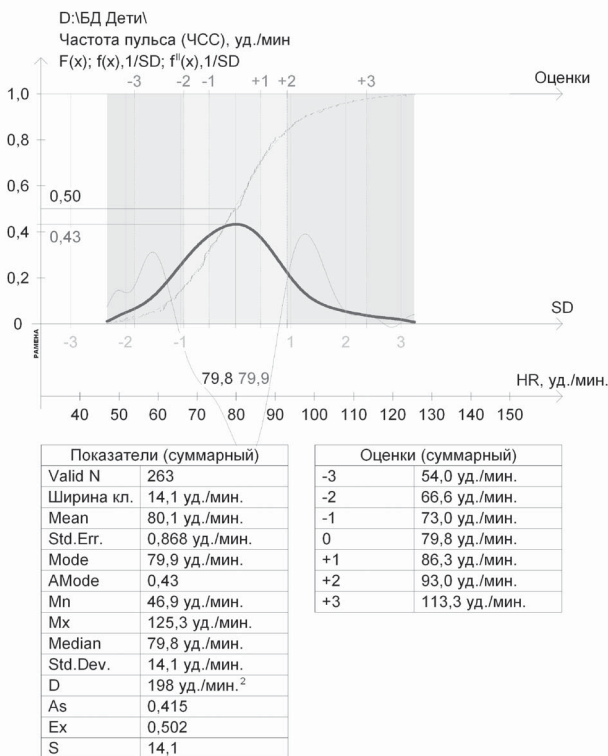 D:\БД Дети\
Частота пульса (ЧСС), уд./мин
F(x); f(x),1/SD; f''(x),1/SD
-3 -2 -1 +1 +2 +3 Оценки
1,0
0,8
0,6
0,50
0,4
0,43
0,2
SD
0
РАМЕНА
-3 -2 -1 1 2 3
79,8 79,9
HR, уд./мин.
40 50 60 70 80 90 100 110 120 130 140 150
Показатели (суммарный)
Valid N 263
Ширина кл. 14,1 уд./мин.
Mean 80,1 уд./мин.
Std.Err. 0,868 уд./мин.
Mode 79,9 уд./мин.
AMode 0,43
Mn 46,9 уд./мин.
Mx 125,3 уд./мин.
Median 79,8 уд./мин.
Std.Dev. 14,1 уд./мин.
D 198 уд./мин.²
As 0,415
Ex 0,502
S 14,1
Оценки (суммарный)
-3 54,0 уд./мин.
-2 66,6 уд./мин.
-1 73,0 уд./мин.
0 79,8 уд./мин.
+1 86,3 уд./мин.
+2 93,0 уд./мин.
+3 113,3 уд./мин.